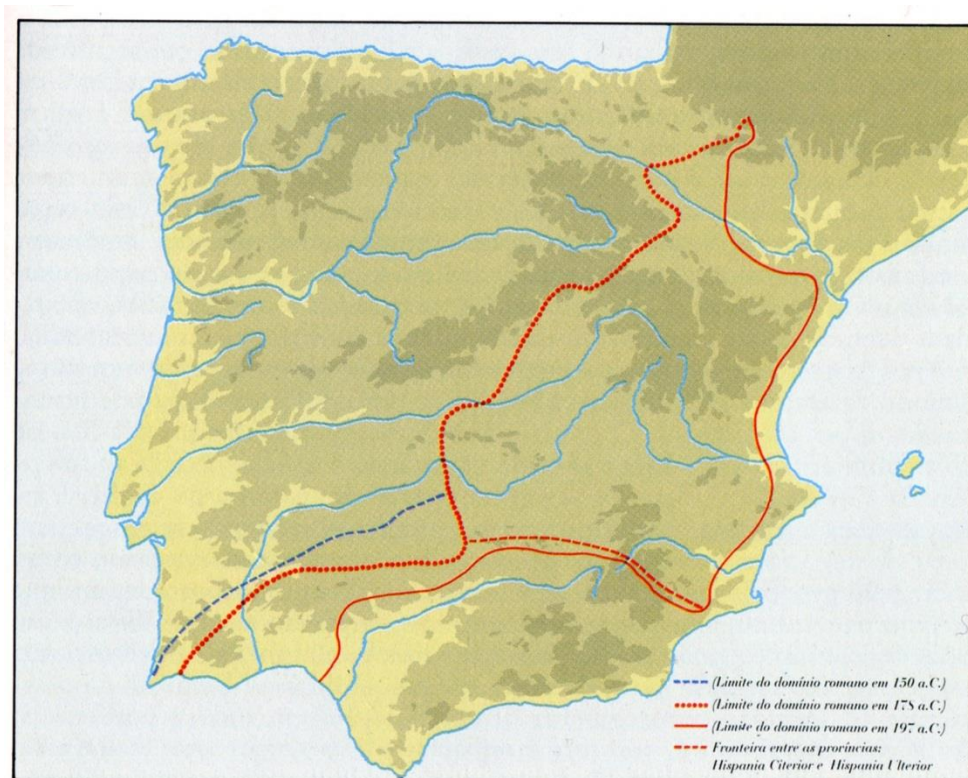 (Limite do domínio romano em 150 a.C.)
(Limite do domínio romano em 178 a.C.)
(Limite do domínio romano em 197 a.C.)
Fronteira entre as províncias:
Hispania Citerior e Hispania Ulterior